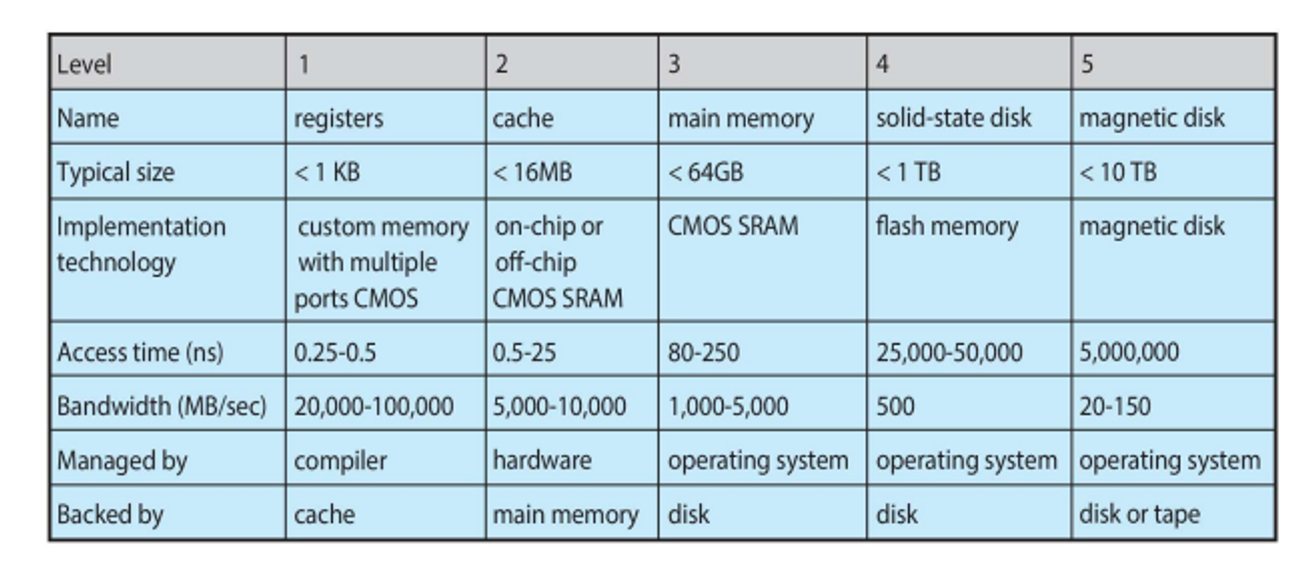 Level 1 2 3 4 5
Name registers cache main memory solid-state disk magnetic disk
Typical size < 1 KB < 16MB < 64GB < 1 TB < 10 TB
Implementation custom memory on-chip or CMOS SRAM flash memory magnetic disk
technology with multiple off-chip
ports CMOS CMOS SRAM
Access time (ns) 0.25-0.5 0.5-25 80-250 25,000-50,000 5,000,000
Bandwidth (MB/sec) 20,000-100,000 5,000-10,000 1,000-5,000 500 20-150
Managed by compiler hardware operating system operating system operating system
Backed by cache main memory disk disk disk or tape